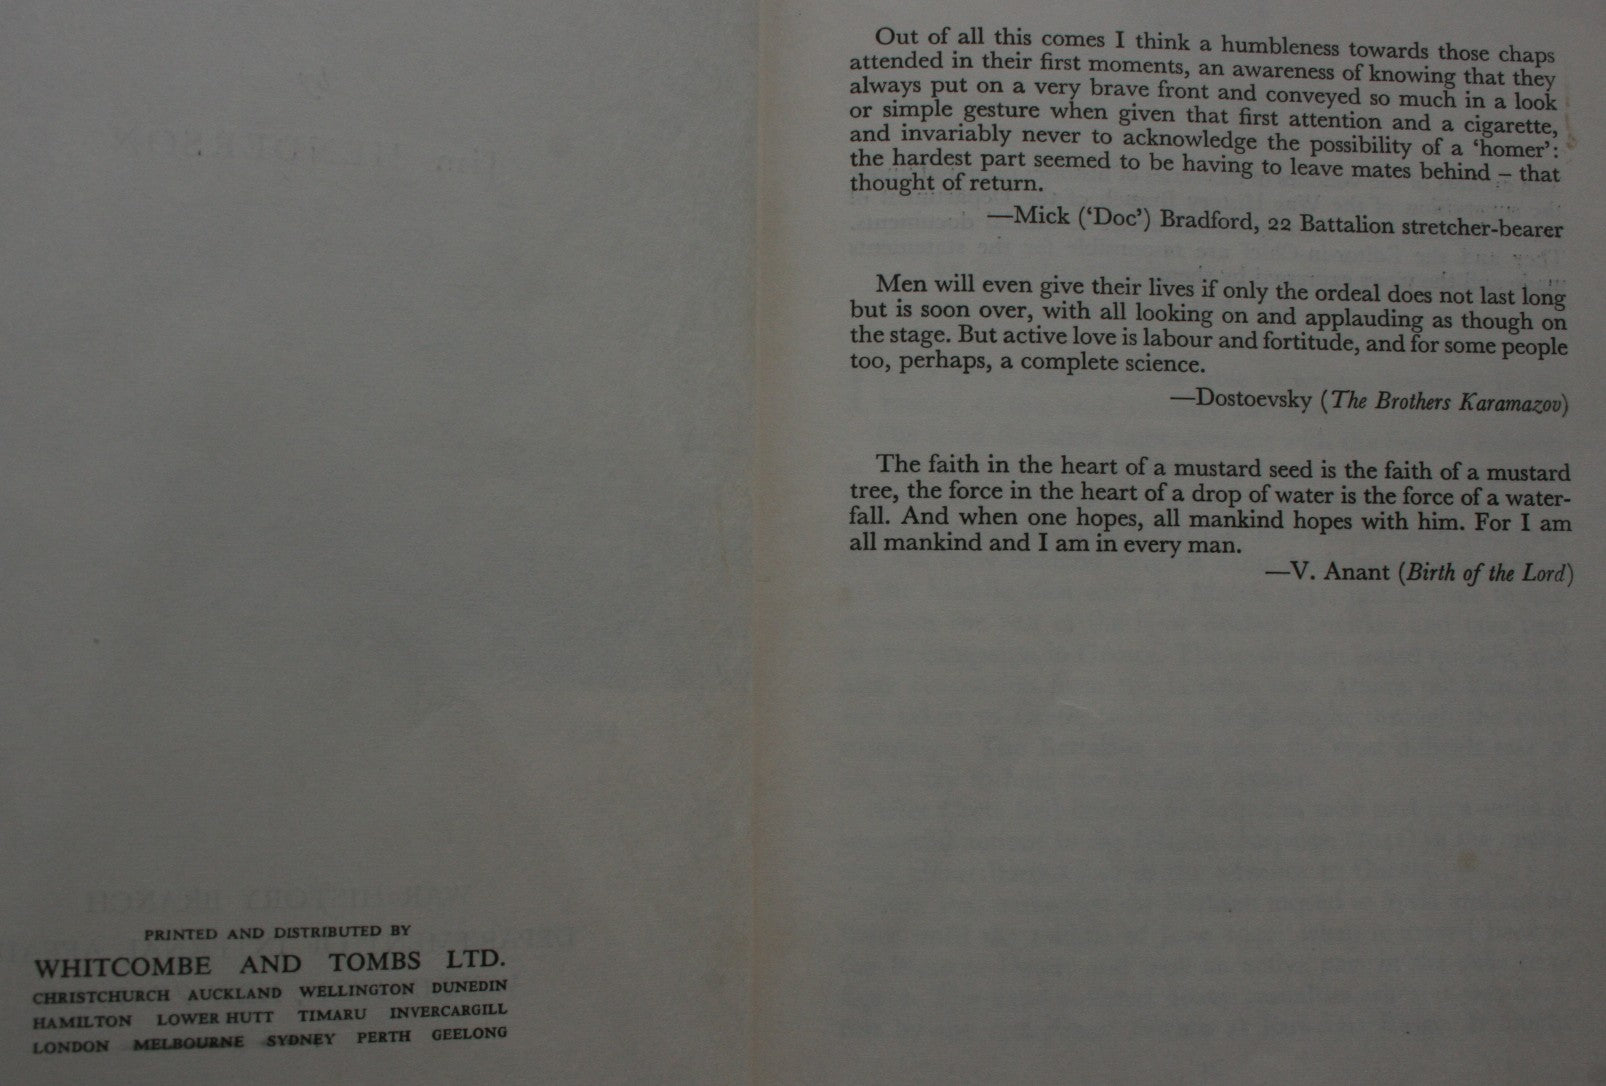 PRINTED AND DISTRIBUTED BY
WHITCOMBE AND TOMBS LTD.
CHRISTCHURCH AUCKLAND WELLINGTON DUNEDIN
HAMILTON LOWER HUTT TIMARU INVERCARGILL
LONDON MELBOURNE SYDNEY PERTH GEELONG
Out of all this comes I think a humbleness towards those chaps
attended in their first moments, an awareness of knowing that they
always put on a very brave front and conveyed so much in a look
or simple gesture when given that first attention and a cigarette,
and invariably never to acknowledge the possibility of a ‘homer’:
the hardest part seemed to be having to leave mates behind – that
thought of return.
—Mick (‘Doc’) Bradford, 22 Battalion stretcher-bearer
Men will even give their lives if only the ordeal does not last long
but is soon over, with all looking on and applauding as though on
the stage. But active love is labour and fortitude, and for some people
too, perhaps, a complete science.
—Dostoevsky (The Brothers Karamazov)
The faith in the heart of a mustard seed is the faith of a mustard
tree, the force in the heart of a drop of water is the force of a water-
fall. And when one hopes, all mankind hopes with him. For I am
all mankind and I am in every man.
—V. Anant (Birth of the Lord)